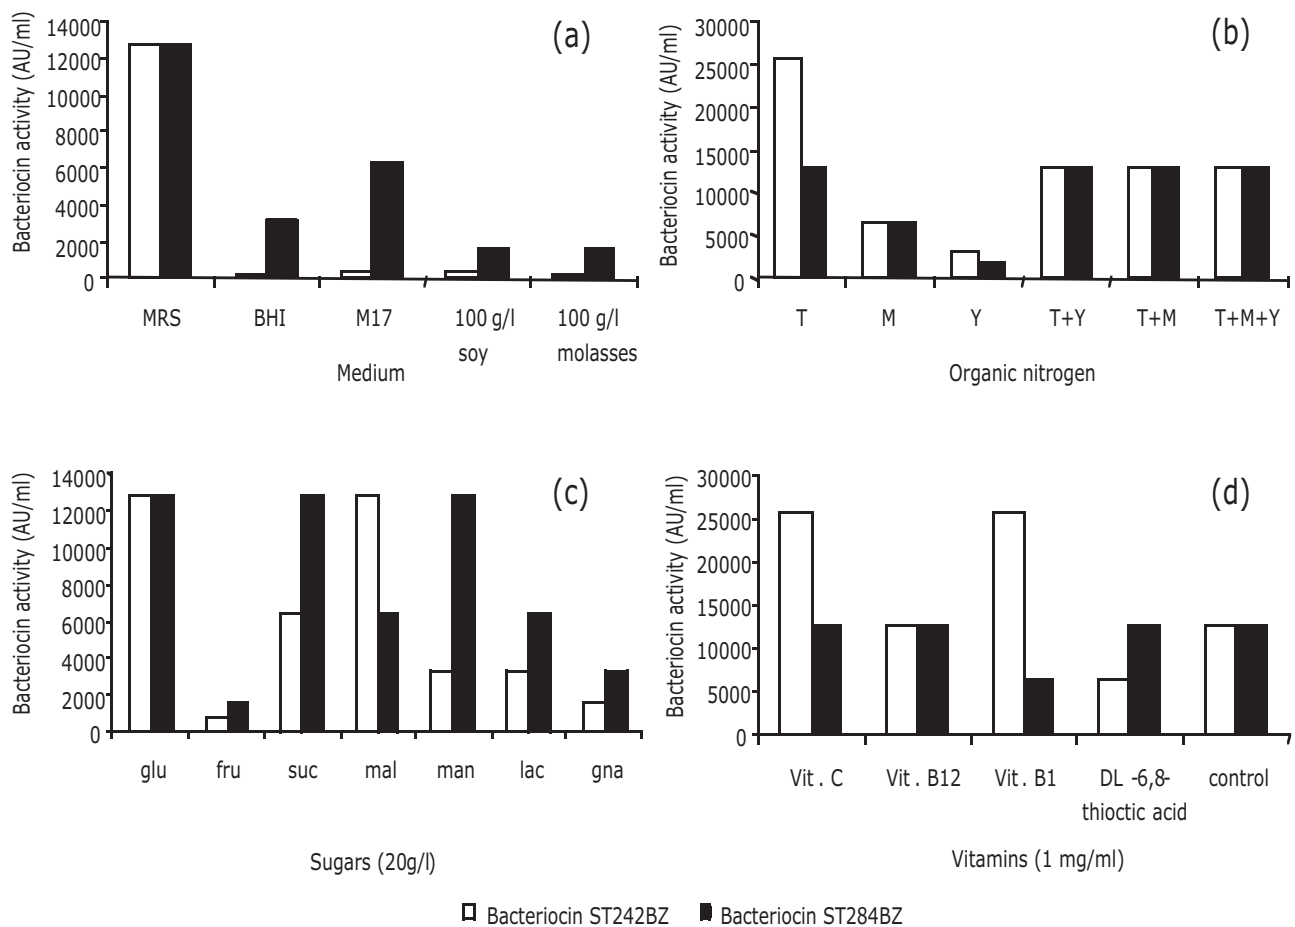 (a)
Bacteriocin activity (AU/ml)
14000
12000
10000
8000
6000
4000
2000
0
MRS BHI M17 100 g/l soy 100 g/l molasses
Medium
(b)
Bacteriocin activity (AU/ml)
30000
25000
20000
15000
10000
5000
0
T M Y T+Y T+M T+M+Y
Organic nitrogen
(c)
Bacteriocin activity (AU/ml)
14000
12000
10000
8000
6000
4000
2000
0
glu fru suc mal man lac gna
Sugars (20g/l)
(d)
Bacteriocin activity (AU/ml)
30000
25000
20000
15000
10000
5000
0
Vit. C Vit. B12 Vit. B1 DL -6,8-thioctic acid control
Vitamins (1 mg/ml)
Bacteriocin ST242BZ Bacteriocin ST284BZ